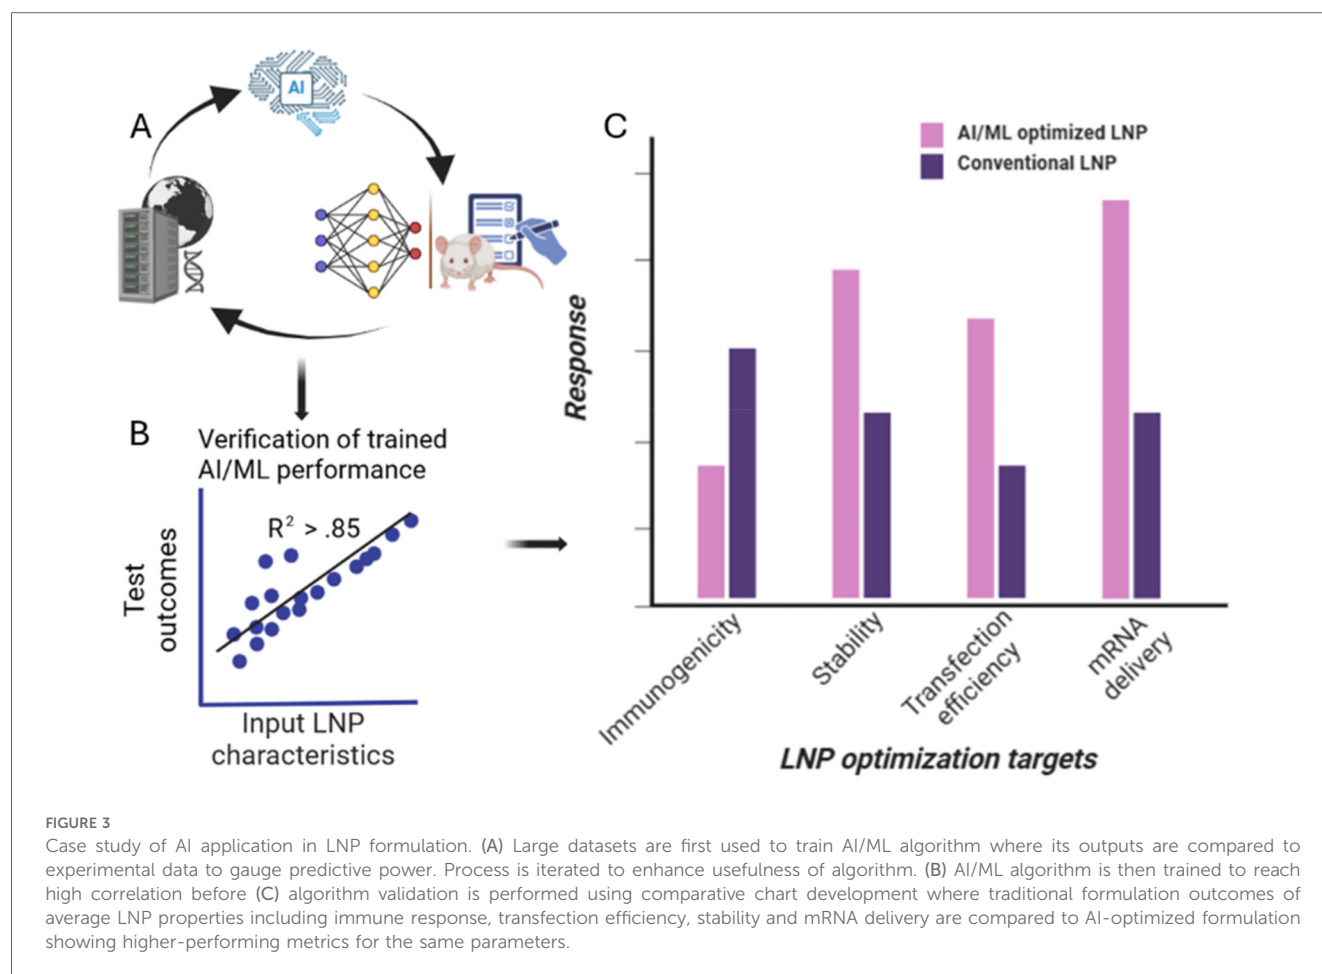 A
AI
B
Verification of trained
AI/ML performance
R² > .85
Test
outcomes
Input LNP
characteristics
C
AI/ML optimized LNP
Conventional LNP
Response
Immunogenicity
Stability
Transfection
efficiency
mRNA
delivery
LNP optimization targets
FIGURE 3
Case study of AI application in LNP formulation. (A) Large datasets are first used to train AI/ML algorithm where its outputs are compared to
experimental data to gauge predictive power. Process is iterated to enhance usefulness of algorithm. (B) AI/ML algorithm is then trained to reach
high correlation before (C) algorithm validation is performed using comparative chart development where traditional formulation outcomes of
average LNP properties including immune response, transfection efficiency, stability and mRNA delivery are compared to AI-optimized formulation
showing higher-performing metrics for the same parameters.